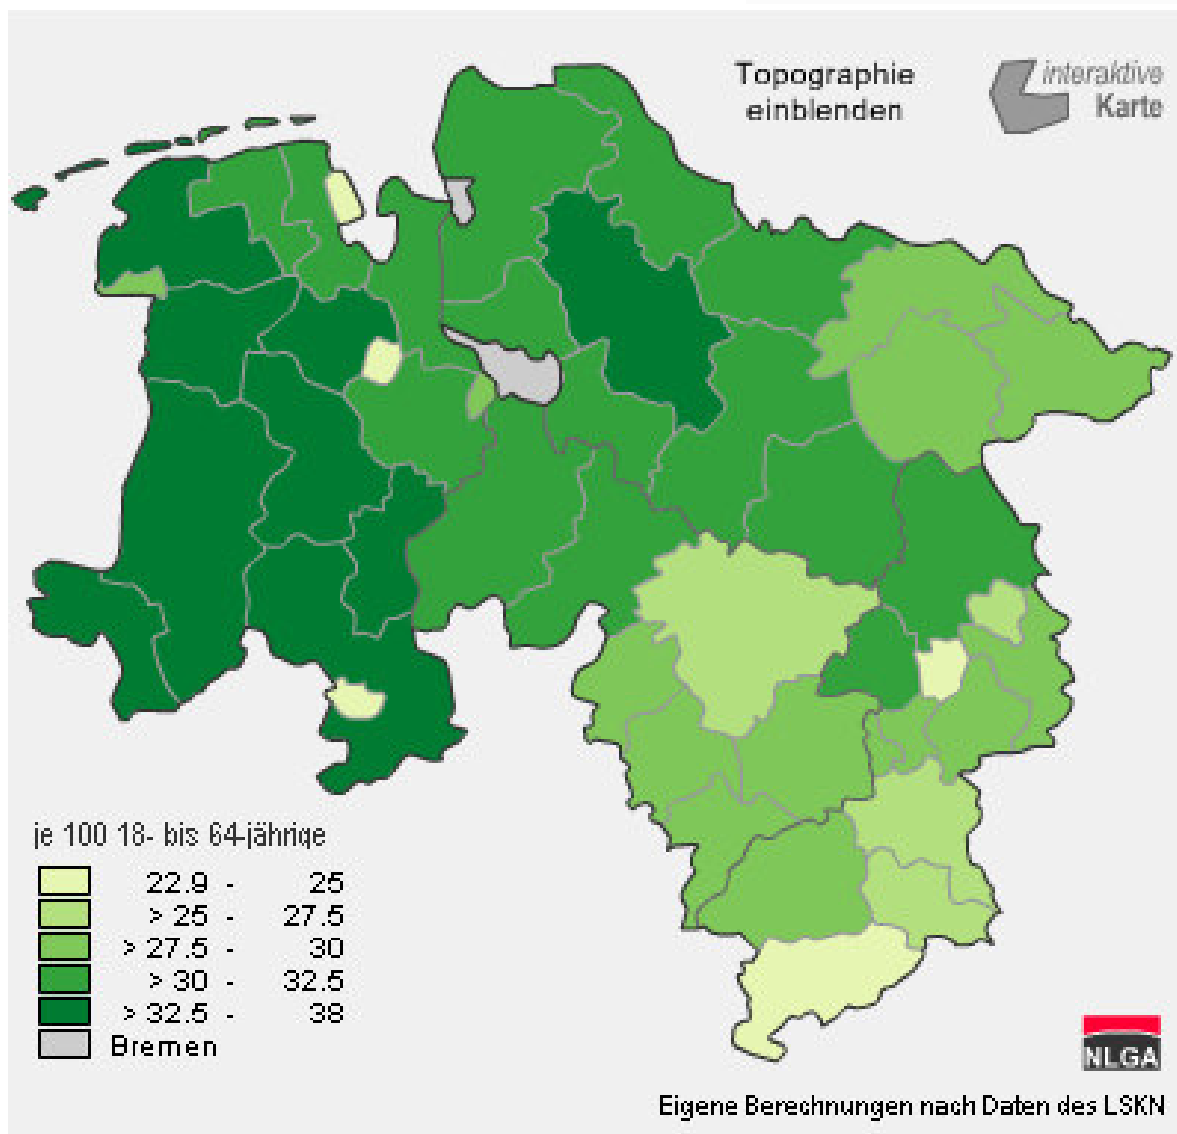 Topographie
einblenden
interaktive
Karte
je 100 18- bis 64-jährige
22.9 - 25
> 25 - 27.5
> 27.5 - 30
> 30 - 32.5
> 32.5 - 38
Bremen
NLGA
Eigene Berechnungen nach Daten des LSKN